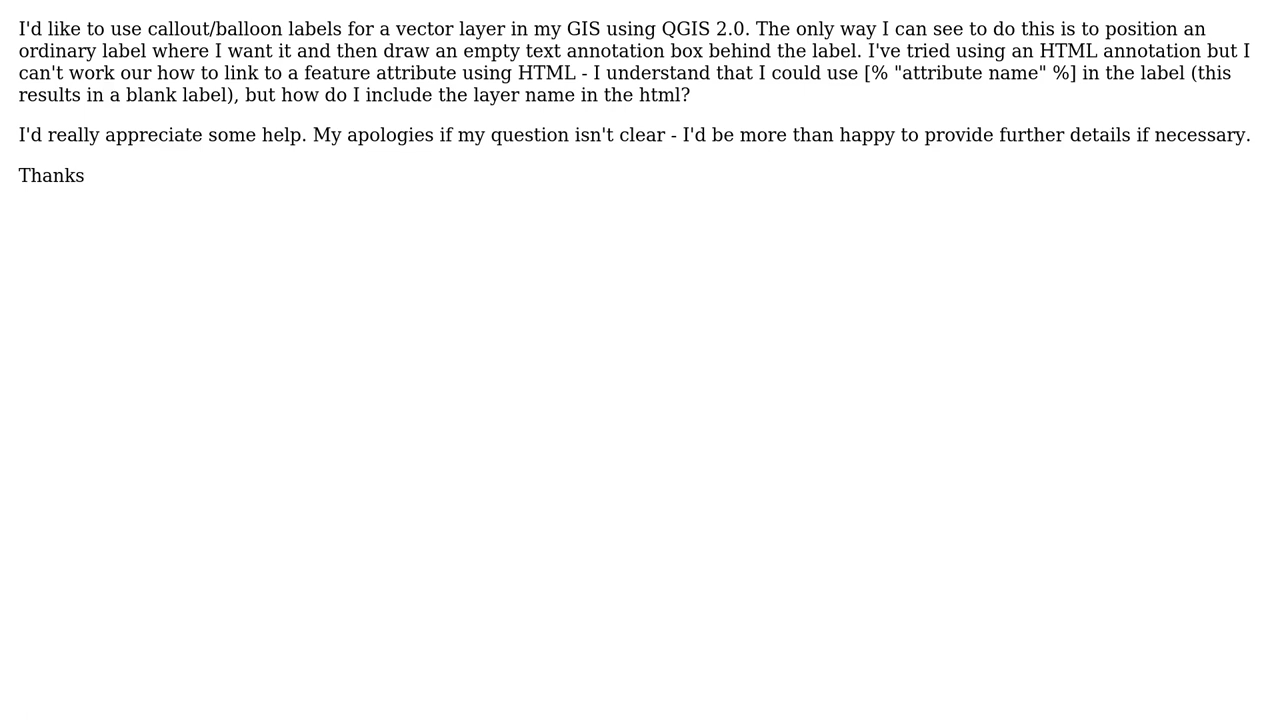 I'd like to use callout/balloon labels for a vector layer in my GIS using QGIS 2.0. The only way I can see to do this is to position an
ordinary label where I want it and then draw an empty text annotation box behind the label. I've tried using an HTML annotation but I
can't work our how to link to a feature attribute using HTML - I understand that I could use [% "attribute name" %] in the label (this
results in a blank label), but how do I include the layer name in the html?
I'd really appreciate some help. My apologies if my question isn't clear - I'd be more than happy to provide further details if necessary.
Thanks